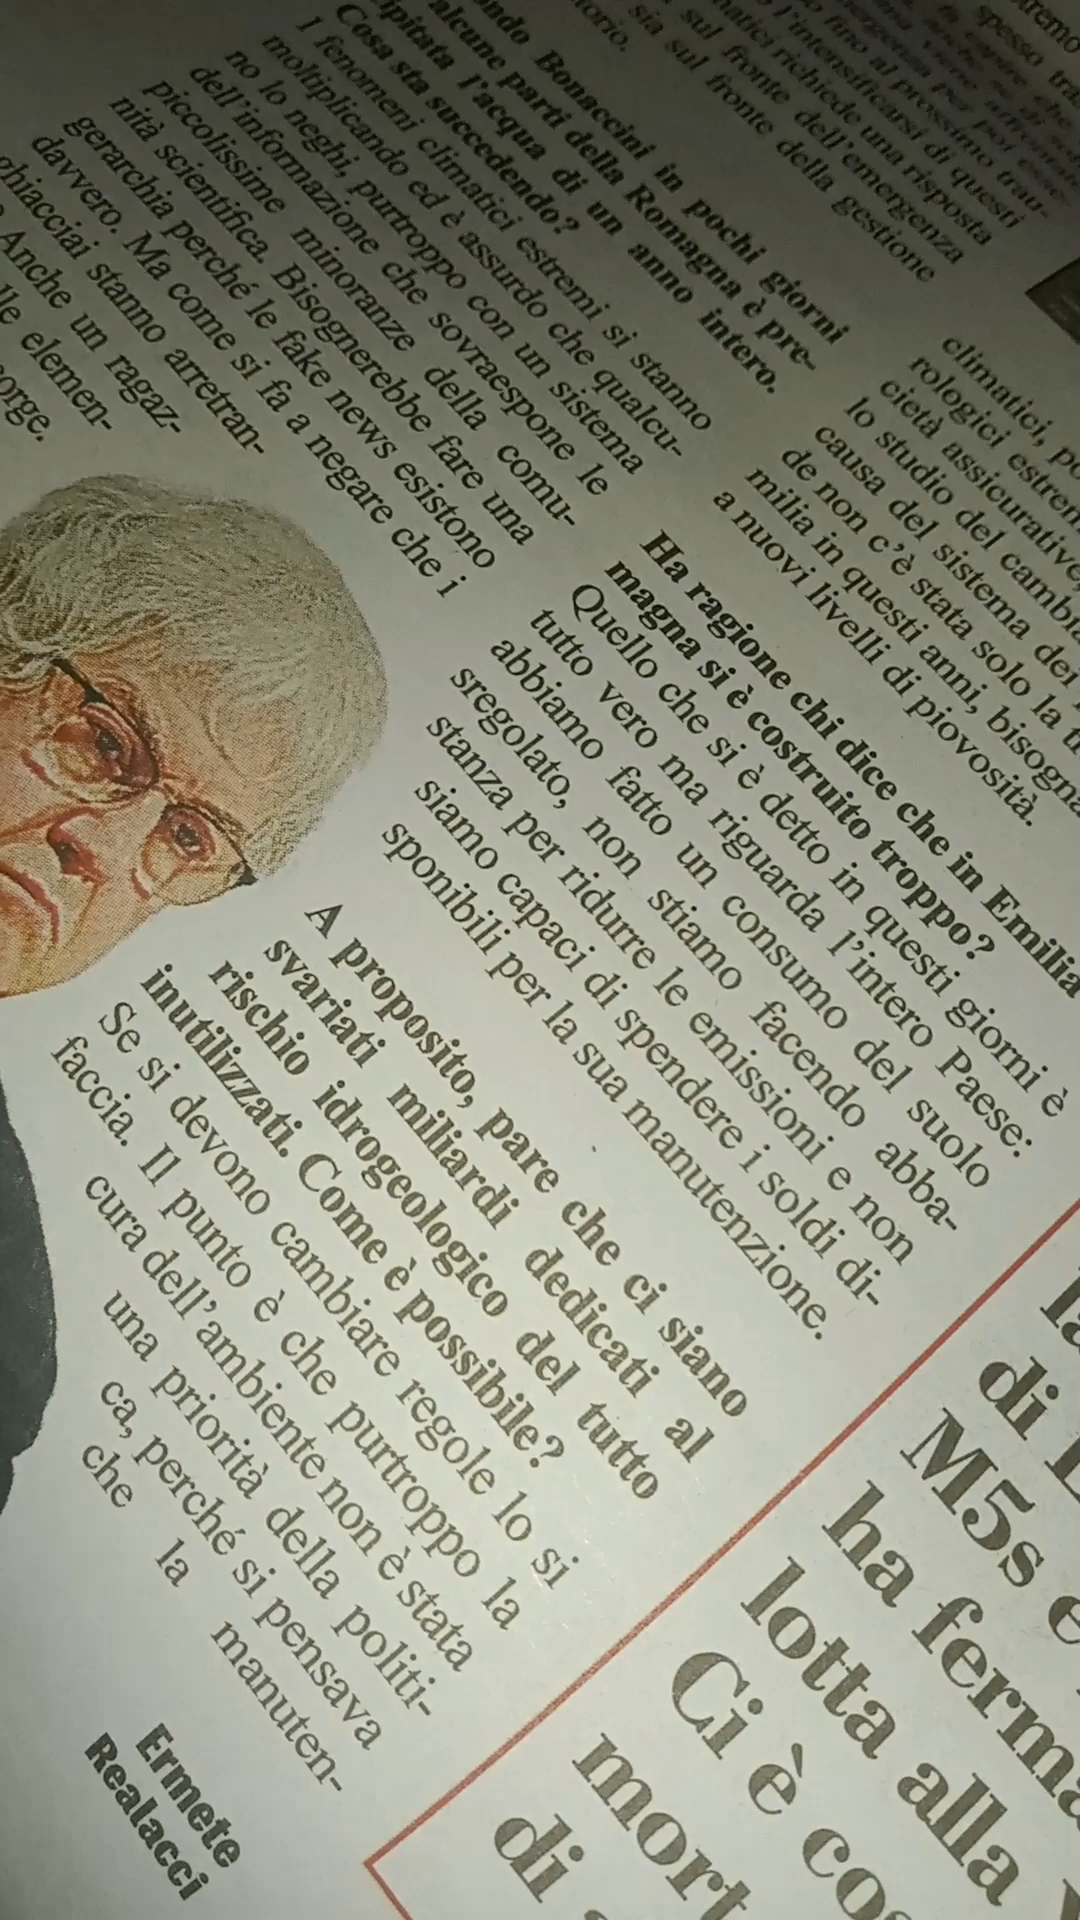 spesso tra
sul fronte dell'emergenza
sia sul fronte della gestione
torio.
Bonaccini in pochi giorni
alcune parti della Romagna è pre-
cipitata l'acqua di un anno intero.
Cosa sta succedendo?
I fenomeni climatici estremi si stanno
moltiplicando ed è assurdo che qualcu-
no lo neghi, purtroppo con un sistema
dell'informazione che sovraespone le
piccolissime minoranze della comu-
nità scientifica. Bisognerebbe fare una
gerarchia perché le fake news esistono
davvero. Ma come si fa a negare che i
ghiacciai stanno arretran-
Anche un ragaz-
elemen-
climatici,
rologici
cietà assicurative,
lo studio del
causa del sistema dei
de non c'è stata solo la
milia in questi anni, bisogna
a nuovi livelli di piovosità.
Ha ragione chi dice che in Emilia
magna si è costruito troppo?
Quello che si è detto in questi giorni è
tutto vero ma riguarda l'intero Paese:
abbiamo fatto un consumo del suolo
sregolato, non stiamo facendo abba-
stanza per ridurre le emissioni e non
siamo capaci di spendere i soldi di-
sponibili per la sua manutenzione.
A proposito, pare che ci siano
svariati miliardi dedicati al
rischio idrogeologico del tutto
inutilizzati. Come è possibile?
Se si devono cambiare regole lo si
faccia. Il punto è che purtroppo la
cura dell'ambiente non è stata
una priorità della politi-
ca, perché si pensava
che la manuten-
Ermete
Realacci
di
M5s
ha
lotta alla
Ci è
di